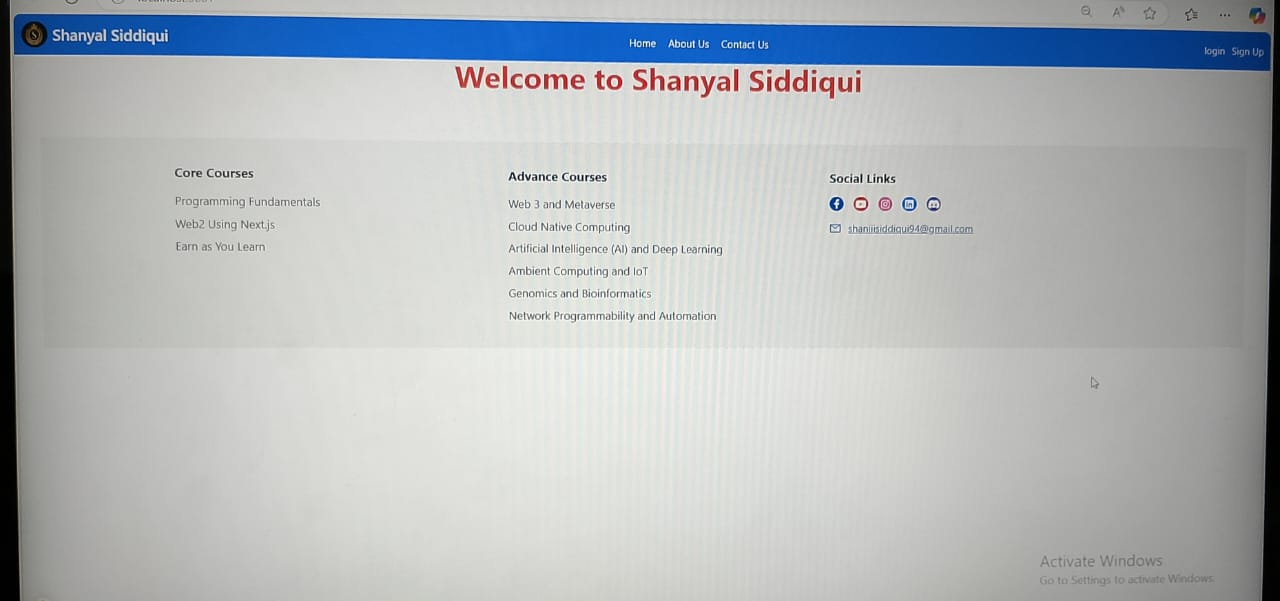 Shanyal Siddiqui
Home About Us Contact Us
login Sign Up
Welcome to Shanyal Siddiqui
Core Courses
Programming Fundamentals
Web2 Using Next.js
Earn as You Learn
Advance Courses
Web 3 and Metaverse
Cloud Native Computing
Artificial Intelligence (AI) and Deep Learning
Ambient Computing and IoT
Genomics and Bioinformatics
Network Programmability and Automation
Social Links
shaniiisiddiqui94@gmail.com
Activate Windows
Go to Settings to activate Windows.